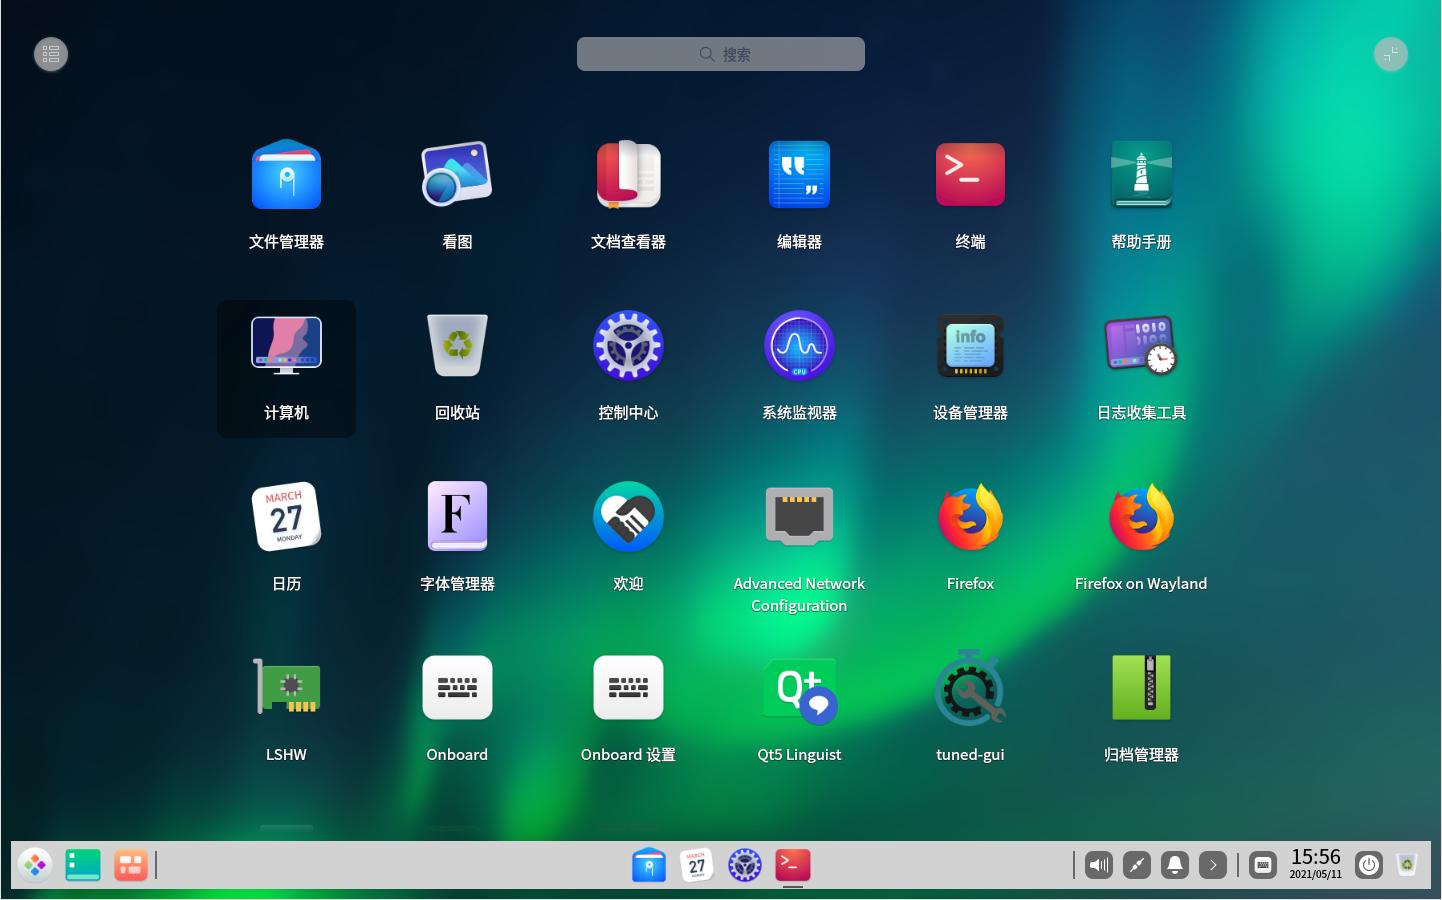 搜索
文件管理器
看图
文档查看器
编辑器
终端
帮助手册
计算机
回收站
控制中心
系统监视器
设备管理器
日志收集工具
info
CPU
1010
MARCH
27
MONDAY
F
日历
字体管理器
欢迎
Advanced Network
Configuration
Firefox
Firefox on Wayland
Qt
LSHW
Onboard
Onboard 设置
Qt5 Linguist
tuned-gui
归档管理器
27
15:56
2021/05/11